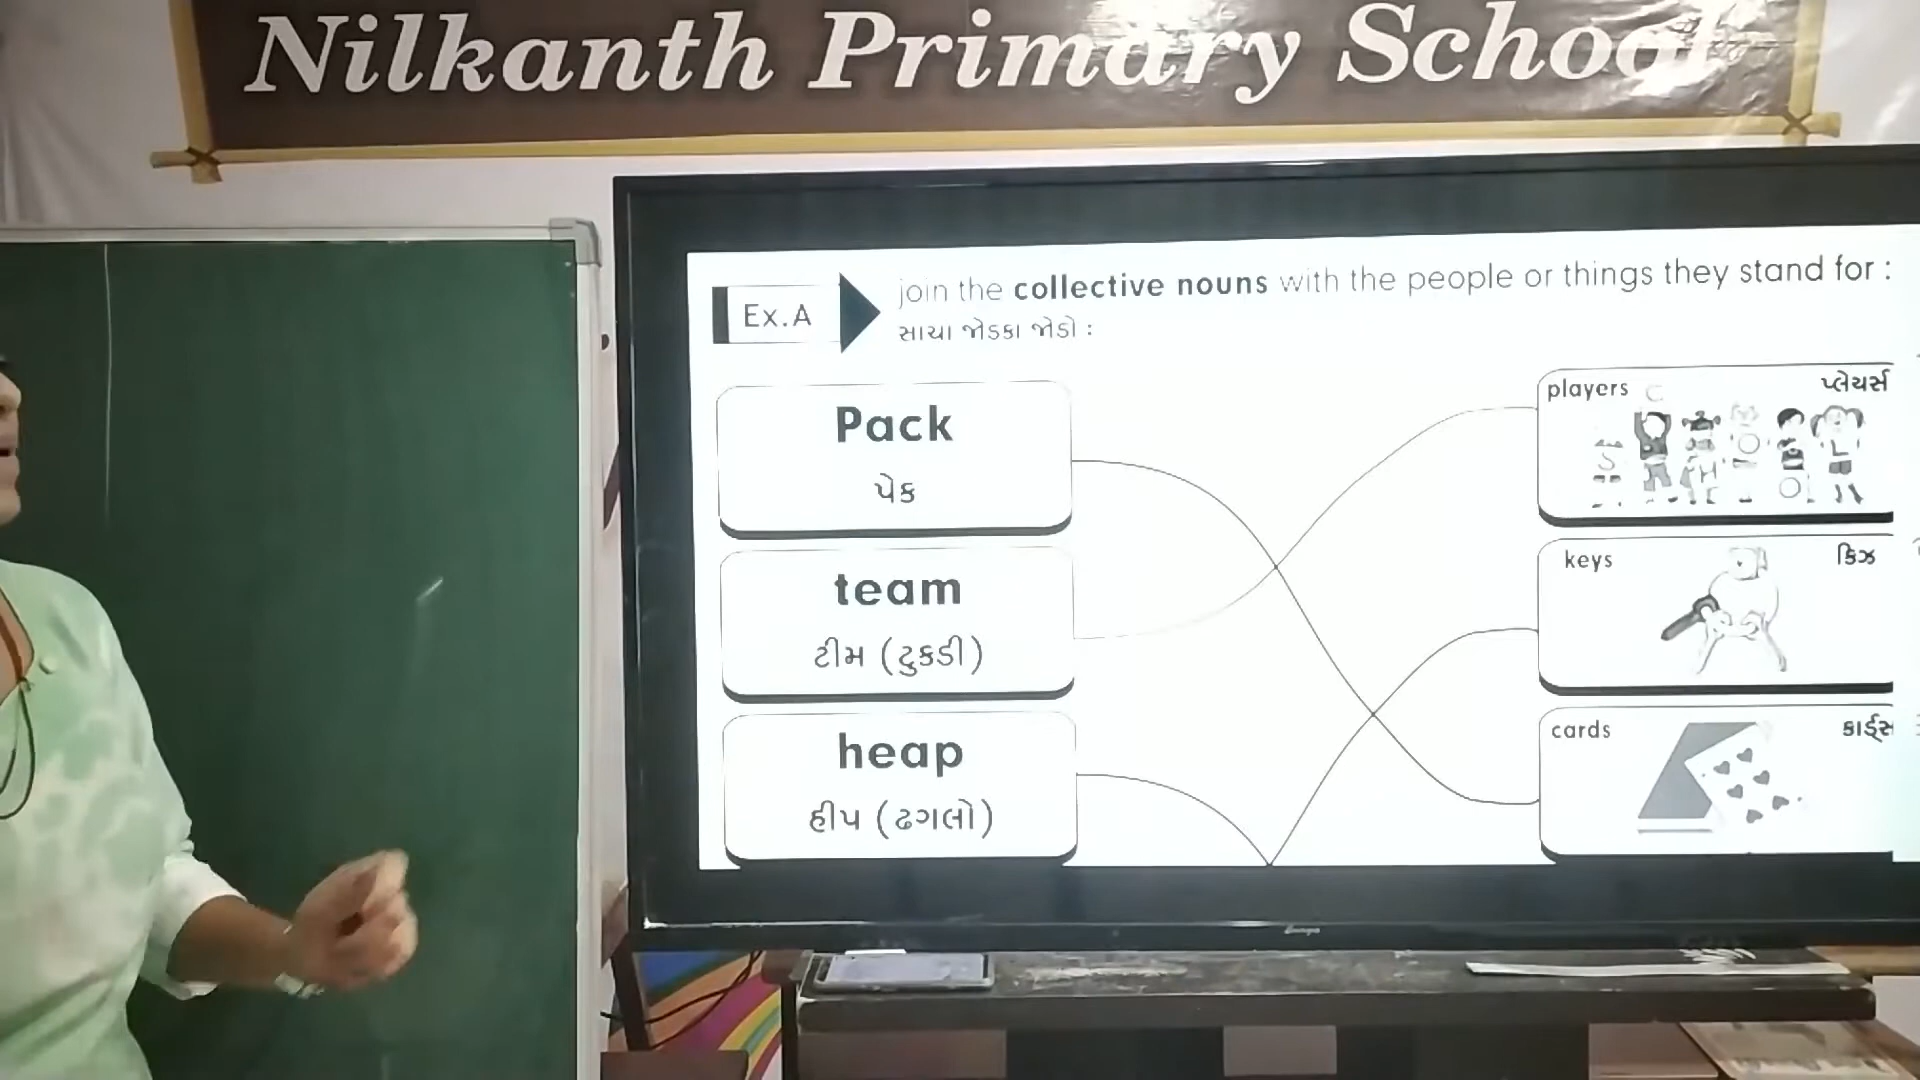 Nilkanth Primary School
Ex.A
join the collective nouns with the people or things they stand for :
સાચા જોડકા જોડો :
Pack
પેક
team
ટીમ (ટુકડી)
heap
હીપ (ઢગલો)
players પ્લેયર્સ
keys કિઝ
cards કાર્ડ્સ